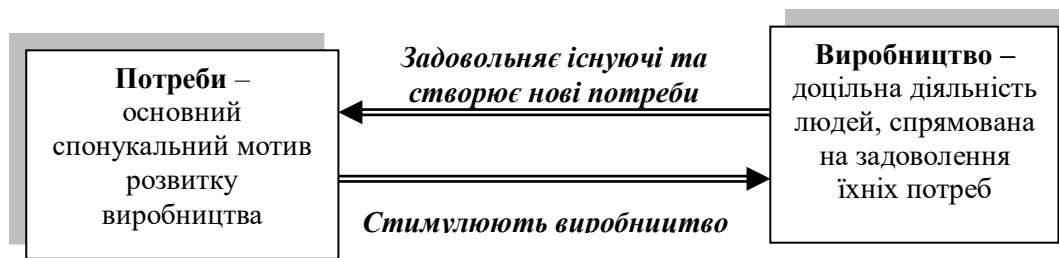 Потреби –
основний
спонукальний мотив
розвитку
виробництва
Задовольняє існуючі та
створює нові потреби
Стимулюють виробництво
Виробництво –
доцільна діяльність
людей, спрямована
на задоволення
їхніх потреб